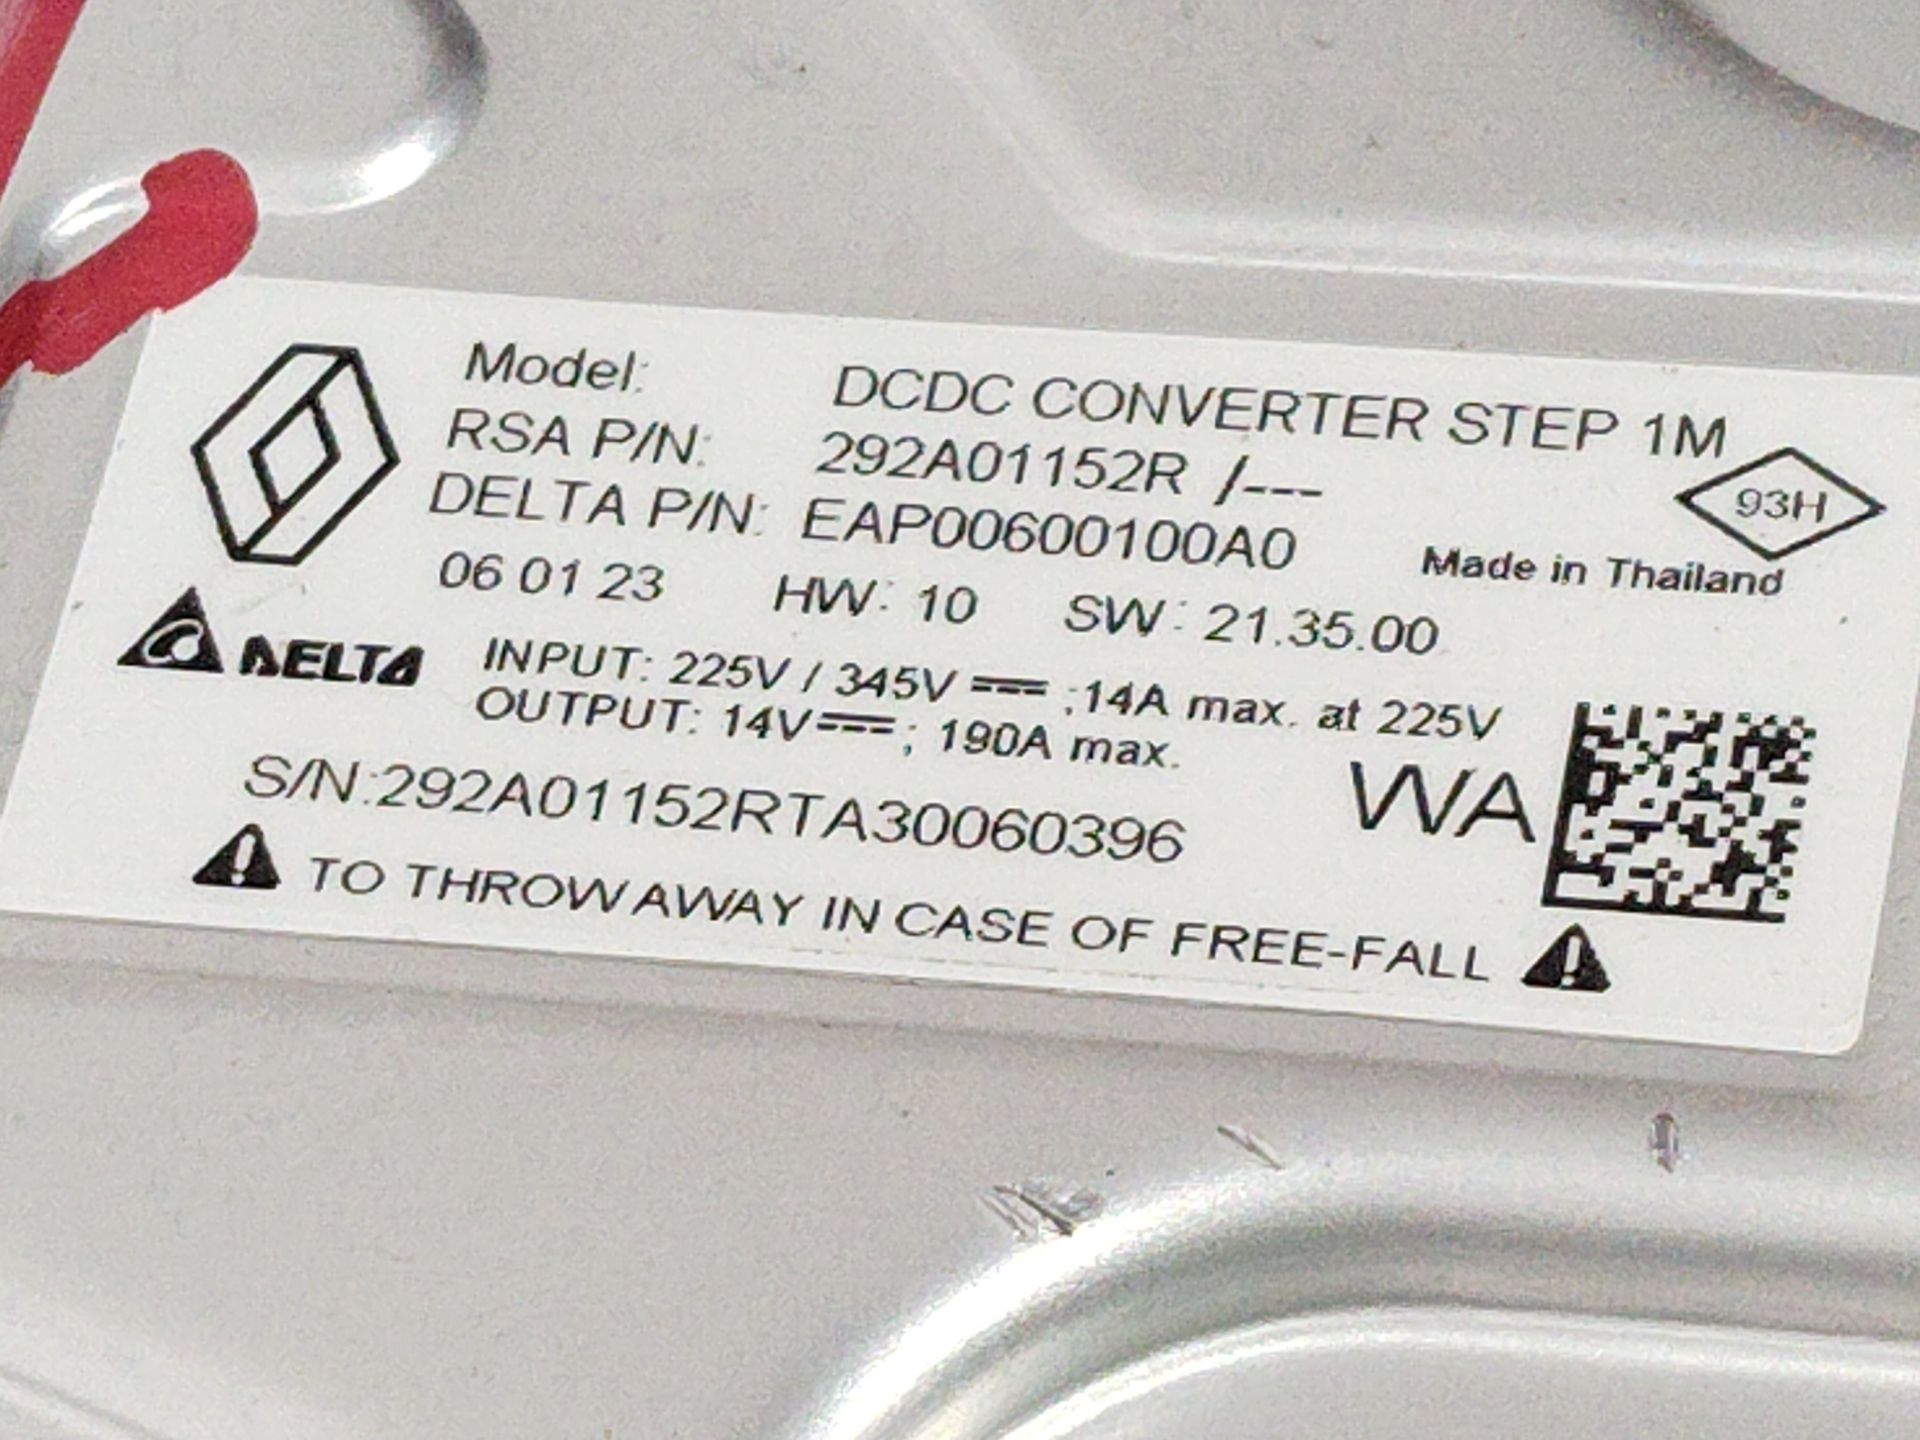 Model: DCDC CONVERTER STEP 1M
RSA P/N: 292A01152R /---
DELTA P/N: EAP00600100A0
93H
Made in Thailand
06 01 23 HW: 10 SW: 21.35.00
DELTA
INPUT: 225V / 345V ⎓ ;14A max. at 225V
OUTPUT: 14V⎓; 190A max.
WA
S/N:292A01152RTA30060396
TO THROW AWAY IN CASE OF FREE-FALL